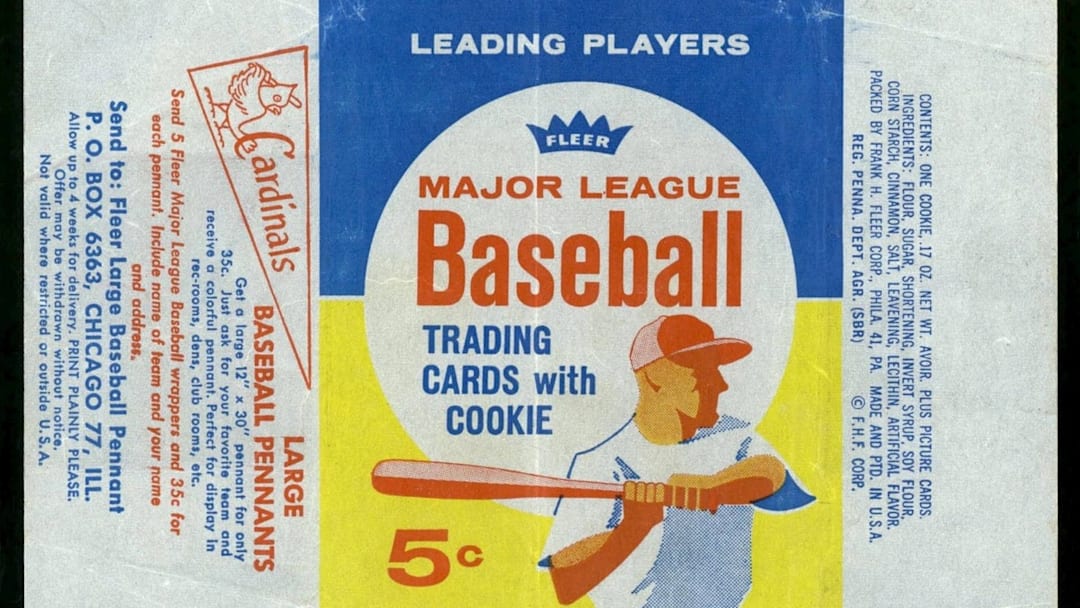 LEADING PLAYERS
FLEER
MAJOR LEAGUE
Baseball
TRADING
CARDS with
COOKIE
5c
Cardinals
LARGE
BASEBALL PENNANTS
Get a large 12" x 30" pennant for only
35c. Just ask for your favorite team and
receive a colorful pennant. Perfect for display in
rec-rooms, dens, club rooms, etc.
Send 5 Fleer Major League Baseball wrappers and 35c for
each pennant. Include name of team and your name
and address.
Send to: Fleer Large Baseball Pennant
P. O. BOX 6363, CHICAGO 77, ILL.
Allow up to 4 weeks for delivery. PRINT PLAINLY PLEASE.
Offer may be withdrawn without notice.
Not valid where restricted or outside U.S.A.
CONTENTS: ONE COOKIE, .17 OZ. NET WT. AVOIR. PLUS PICTURE CARDS.
INGREDIENTS: FLOUR, SUGAR, SHORTENING, INVERT SYRUP, SOY FLOUR,
CORN STARCH, CINNAMON, SALT, LEAVENING, LECITHIN, ARTIFICIAL FLAVOR.
PACKED BY FRANK H. FLEER CORP., PHILA. 41, PA. MADE AND PTD. IN U.S.A.
REG. PENNA. DEPT. AGR. (SBR) © F.H.F. CORP.